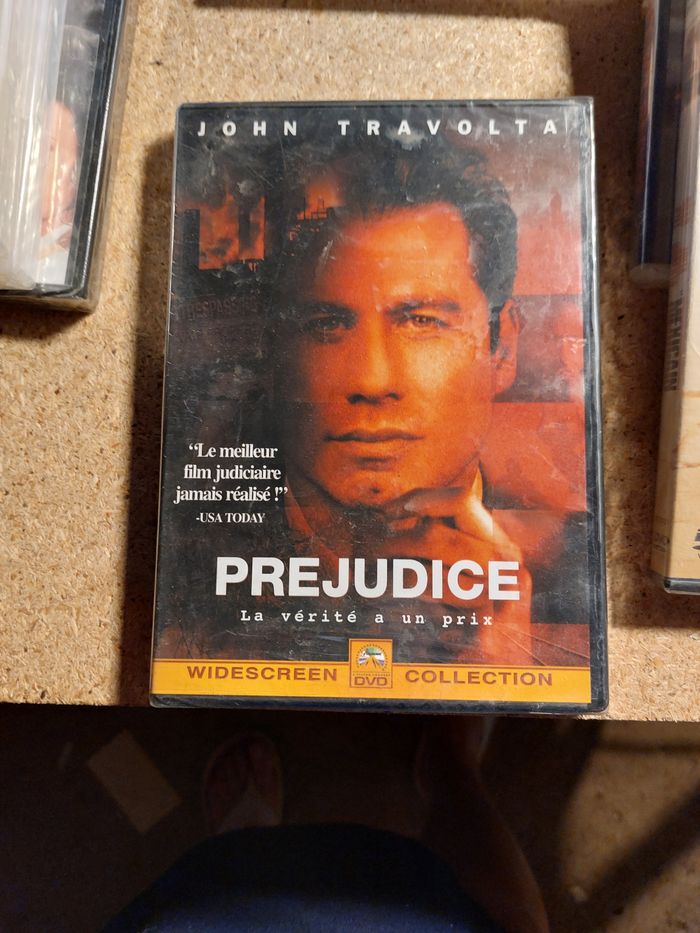 JOHN TRAVOLTA
"Le meilleur
film judiciaire
jamais réalisé !"
-USA TODAY
PREJUDICE
La vérité a un prix
WIDESCREEN DVD COLLECTION